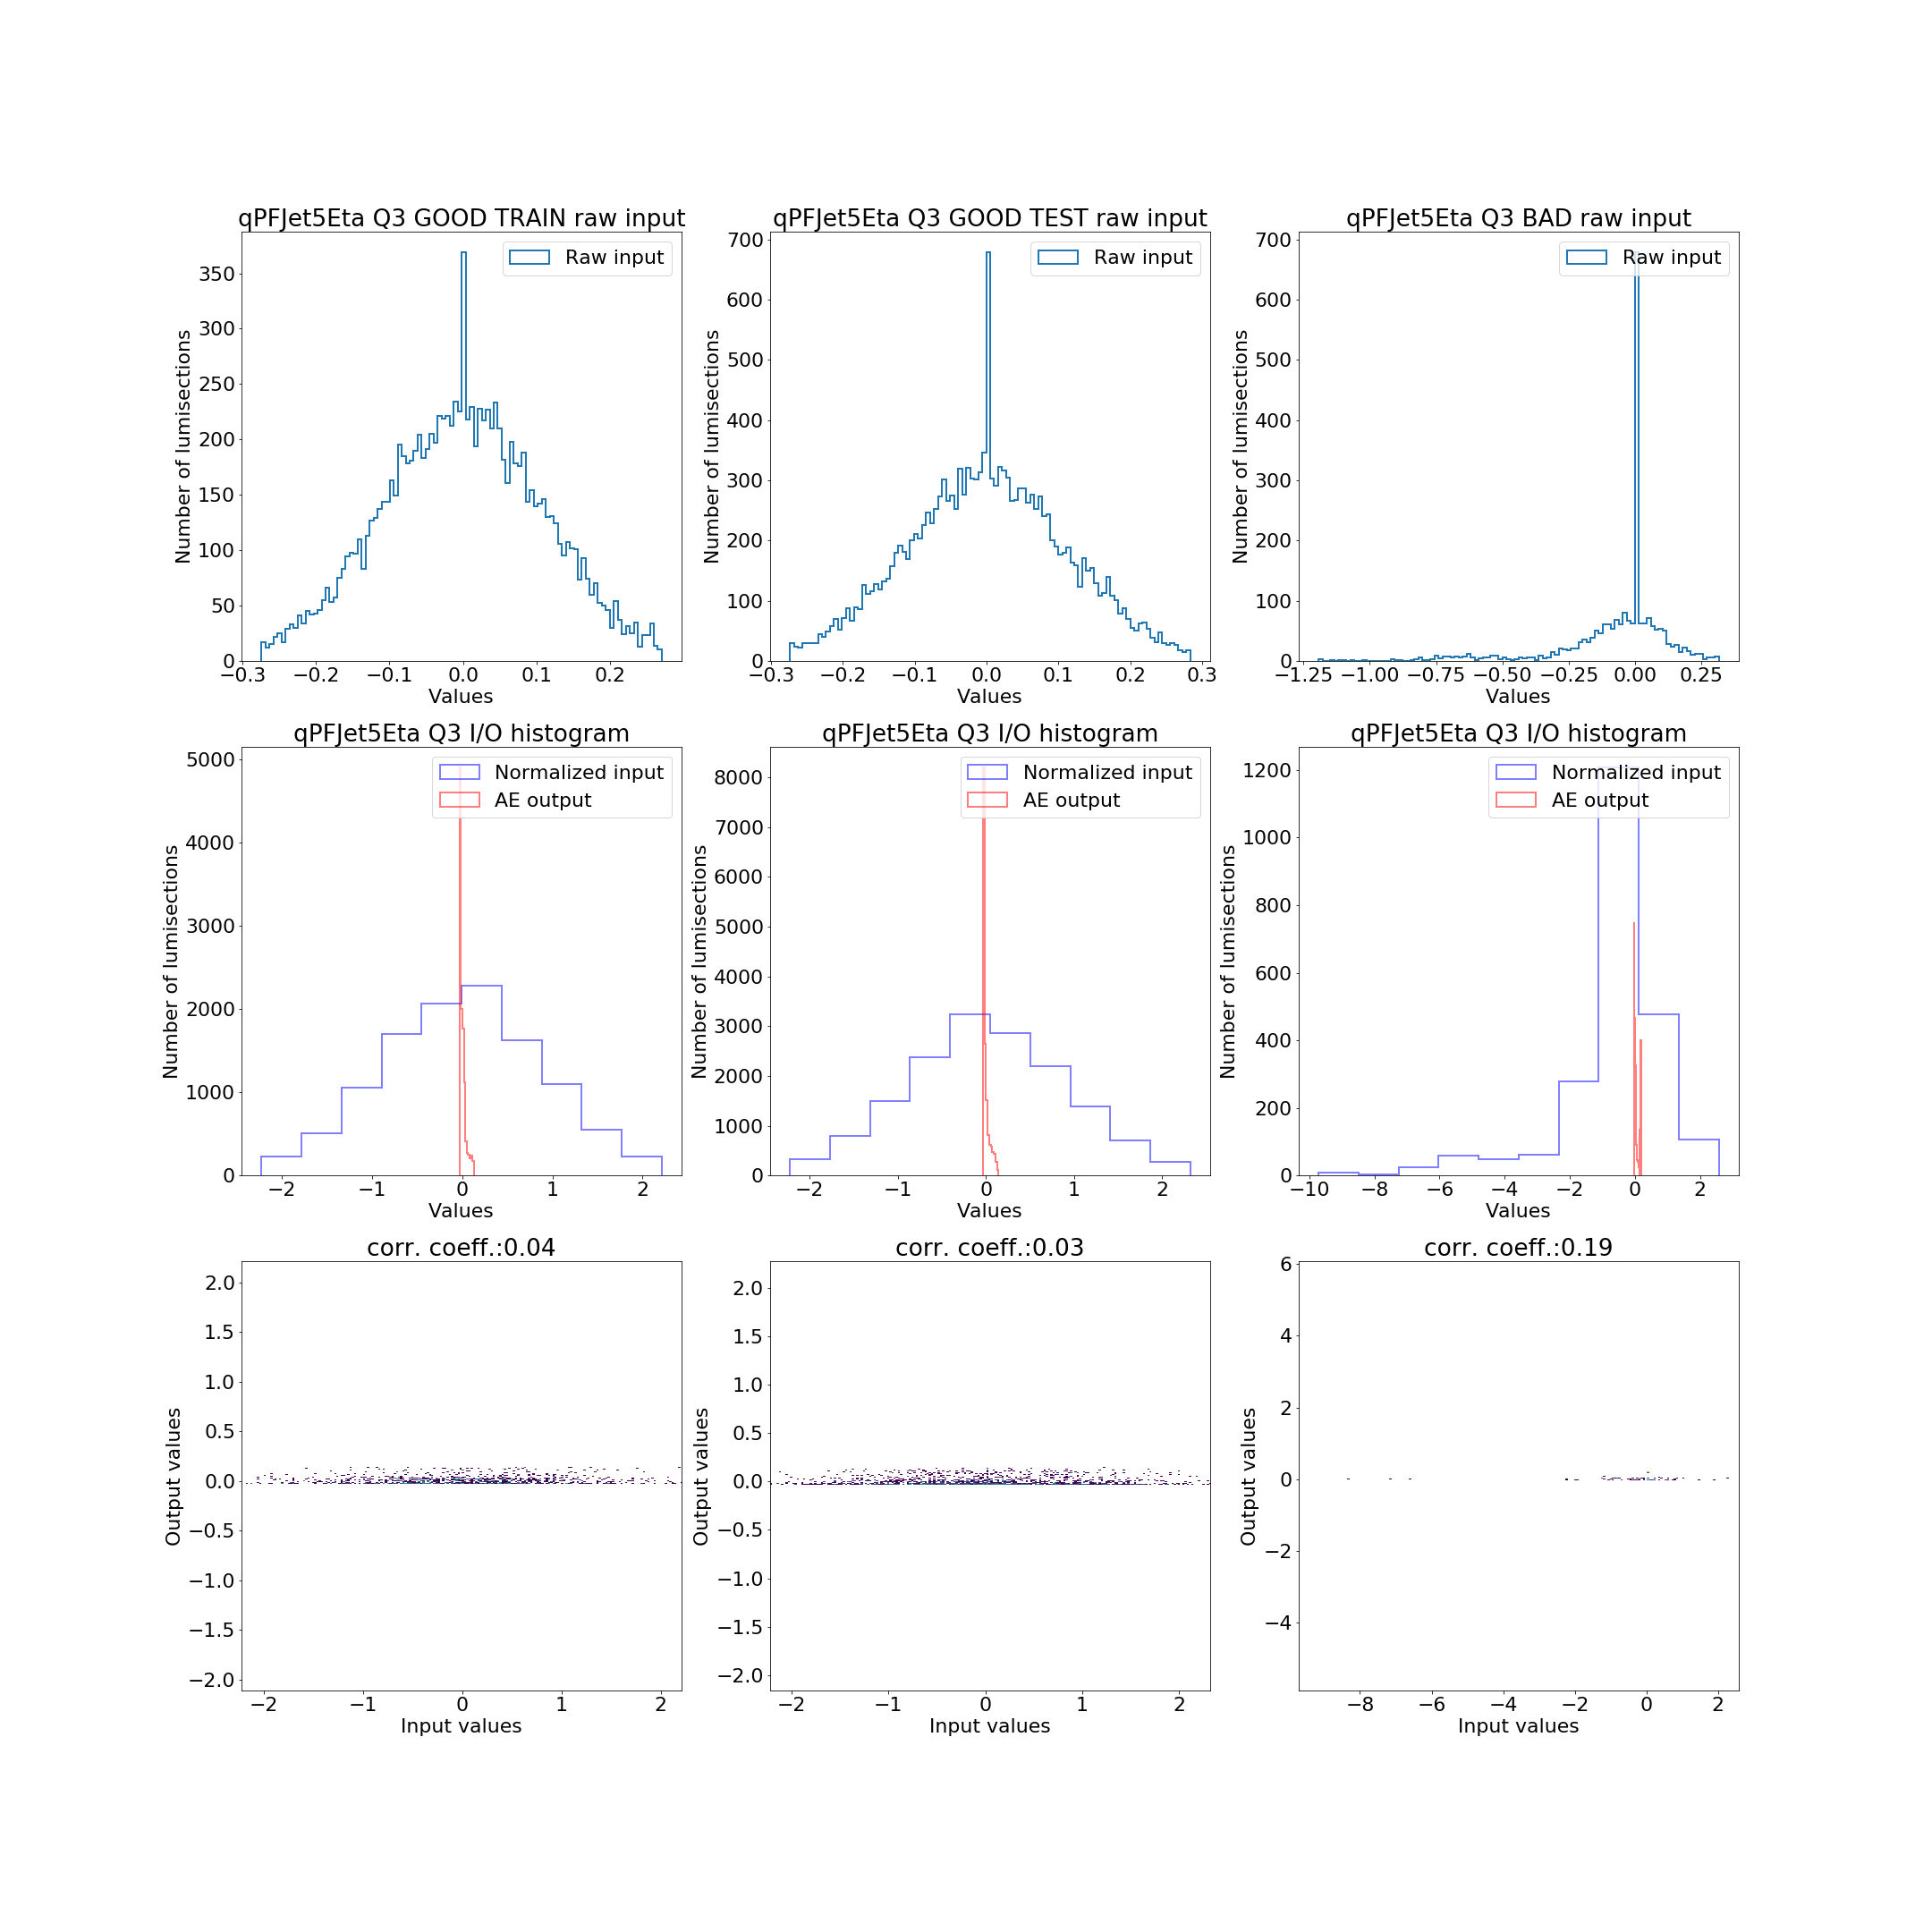 qPFJet5Eta Q3 GOOD TRAIN raw input
Raw input
Number of lumisections
350
300
250
200
150
100
50
0
−0.3 −0.2 −0.1 0.0 0.1 0.2
Values
qPFJet5Eta Q3 GOOD TEST raw input
Raw input
Number of lumisections
700
600
500
400
300
200
100
0
−0.3 −0.2 −0.1 0.0 0.1 0.2 0.3
Values
qPFJet5Eta Q3 BAD raw input
Raw input
Number of lumisections
700
600
500
400
300
200
100
0
−1.25 −1.00 −0.75 −0.50 −0.25 0.00 0.25
Values
qPFJet5Eta Q3 I/O histogram
Normalized input
AE output
Number of lumisections
5000
4000
3000
2000
1000
0
−2 −1 0 1 2
Values
qPFJet5Eta Q3 I/O histogram
Normalized input
AE output
Number of lumisections
8000
7000
6000
5000
4000
3000
2000
1000
0
−2 −1 0 1 2
Values
qPFJet5Eta Q3 I/O histogram
Normalized input
AE output
Number of lumisections
1200
1000
800
600
400
200
0
−10 −8 −6 −4 −2 0 2
Values
corr. coeff.:0.04
Output values
2.0
1.5
1.0
0.5
0.0
−0.5
−1.0
−1.5
−2.0
−2 −1 0 1 2
Input values
corr. coeff.:0.03
Output values
2.0
1.5
1.0
0.5
0.0
−0.5
−1.0
−1.5
−2.0
−2 −1 0 1 2
Input values
corr. coeff.:0.19
Output values
6
4
2
0
−2
−4
−8 −6 −4 −2 0 2
Input values